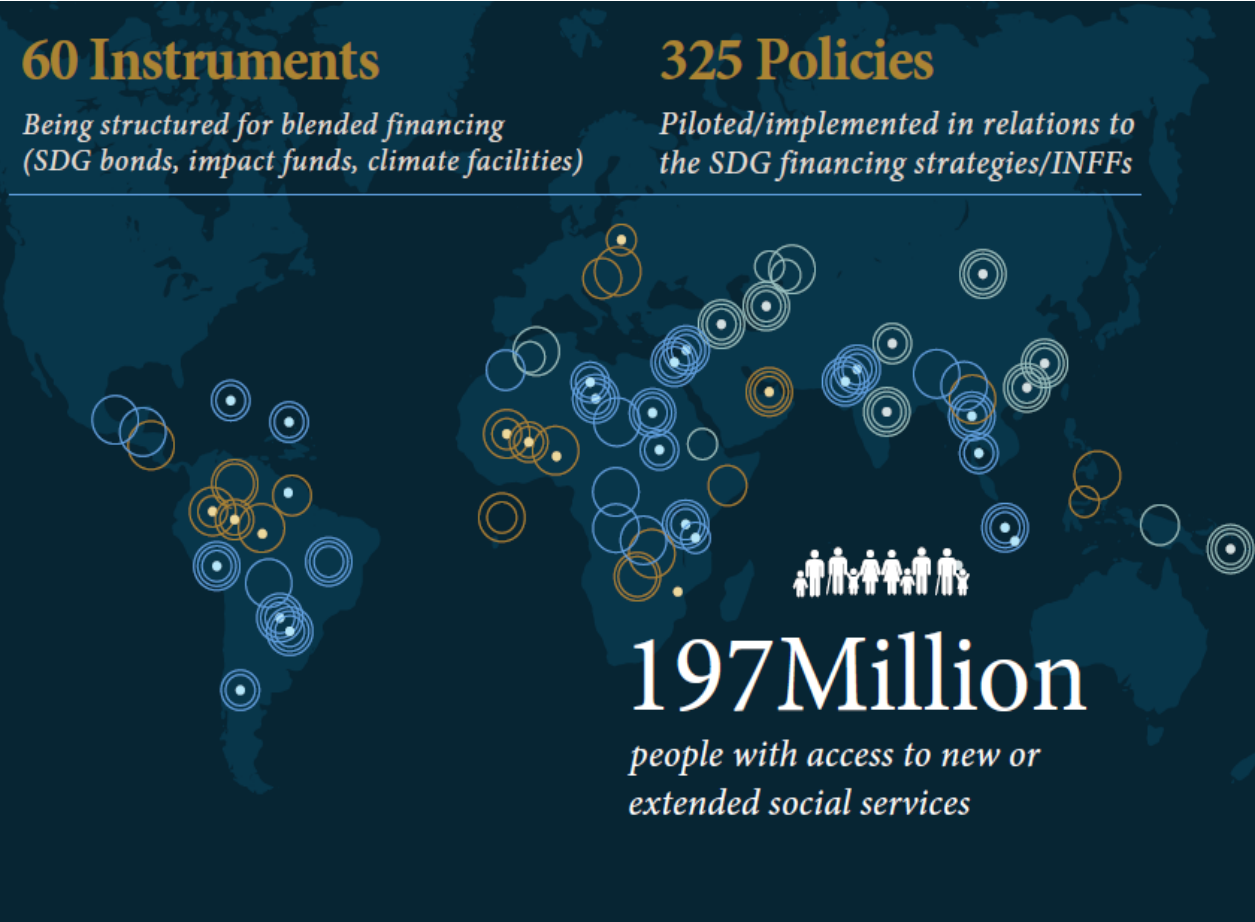 60 Instruments
Being structured for blended financing
(SDG bonds, impact funds, climate facilities)
325 Policies
Piloted/implemented in relations to
the SDG financing strategies/INFFs
197Million
people with access to new or
extended social services